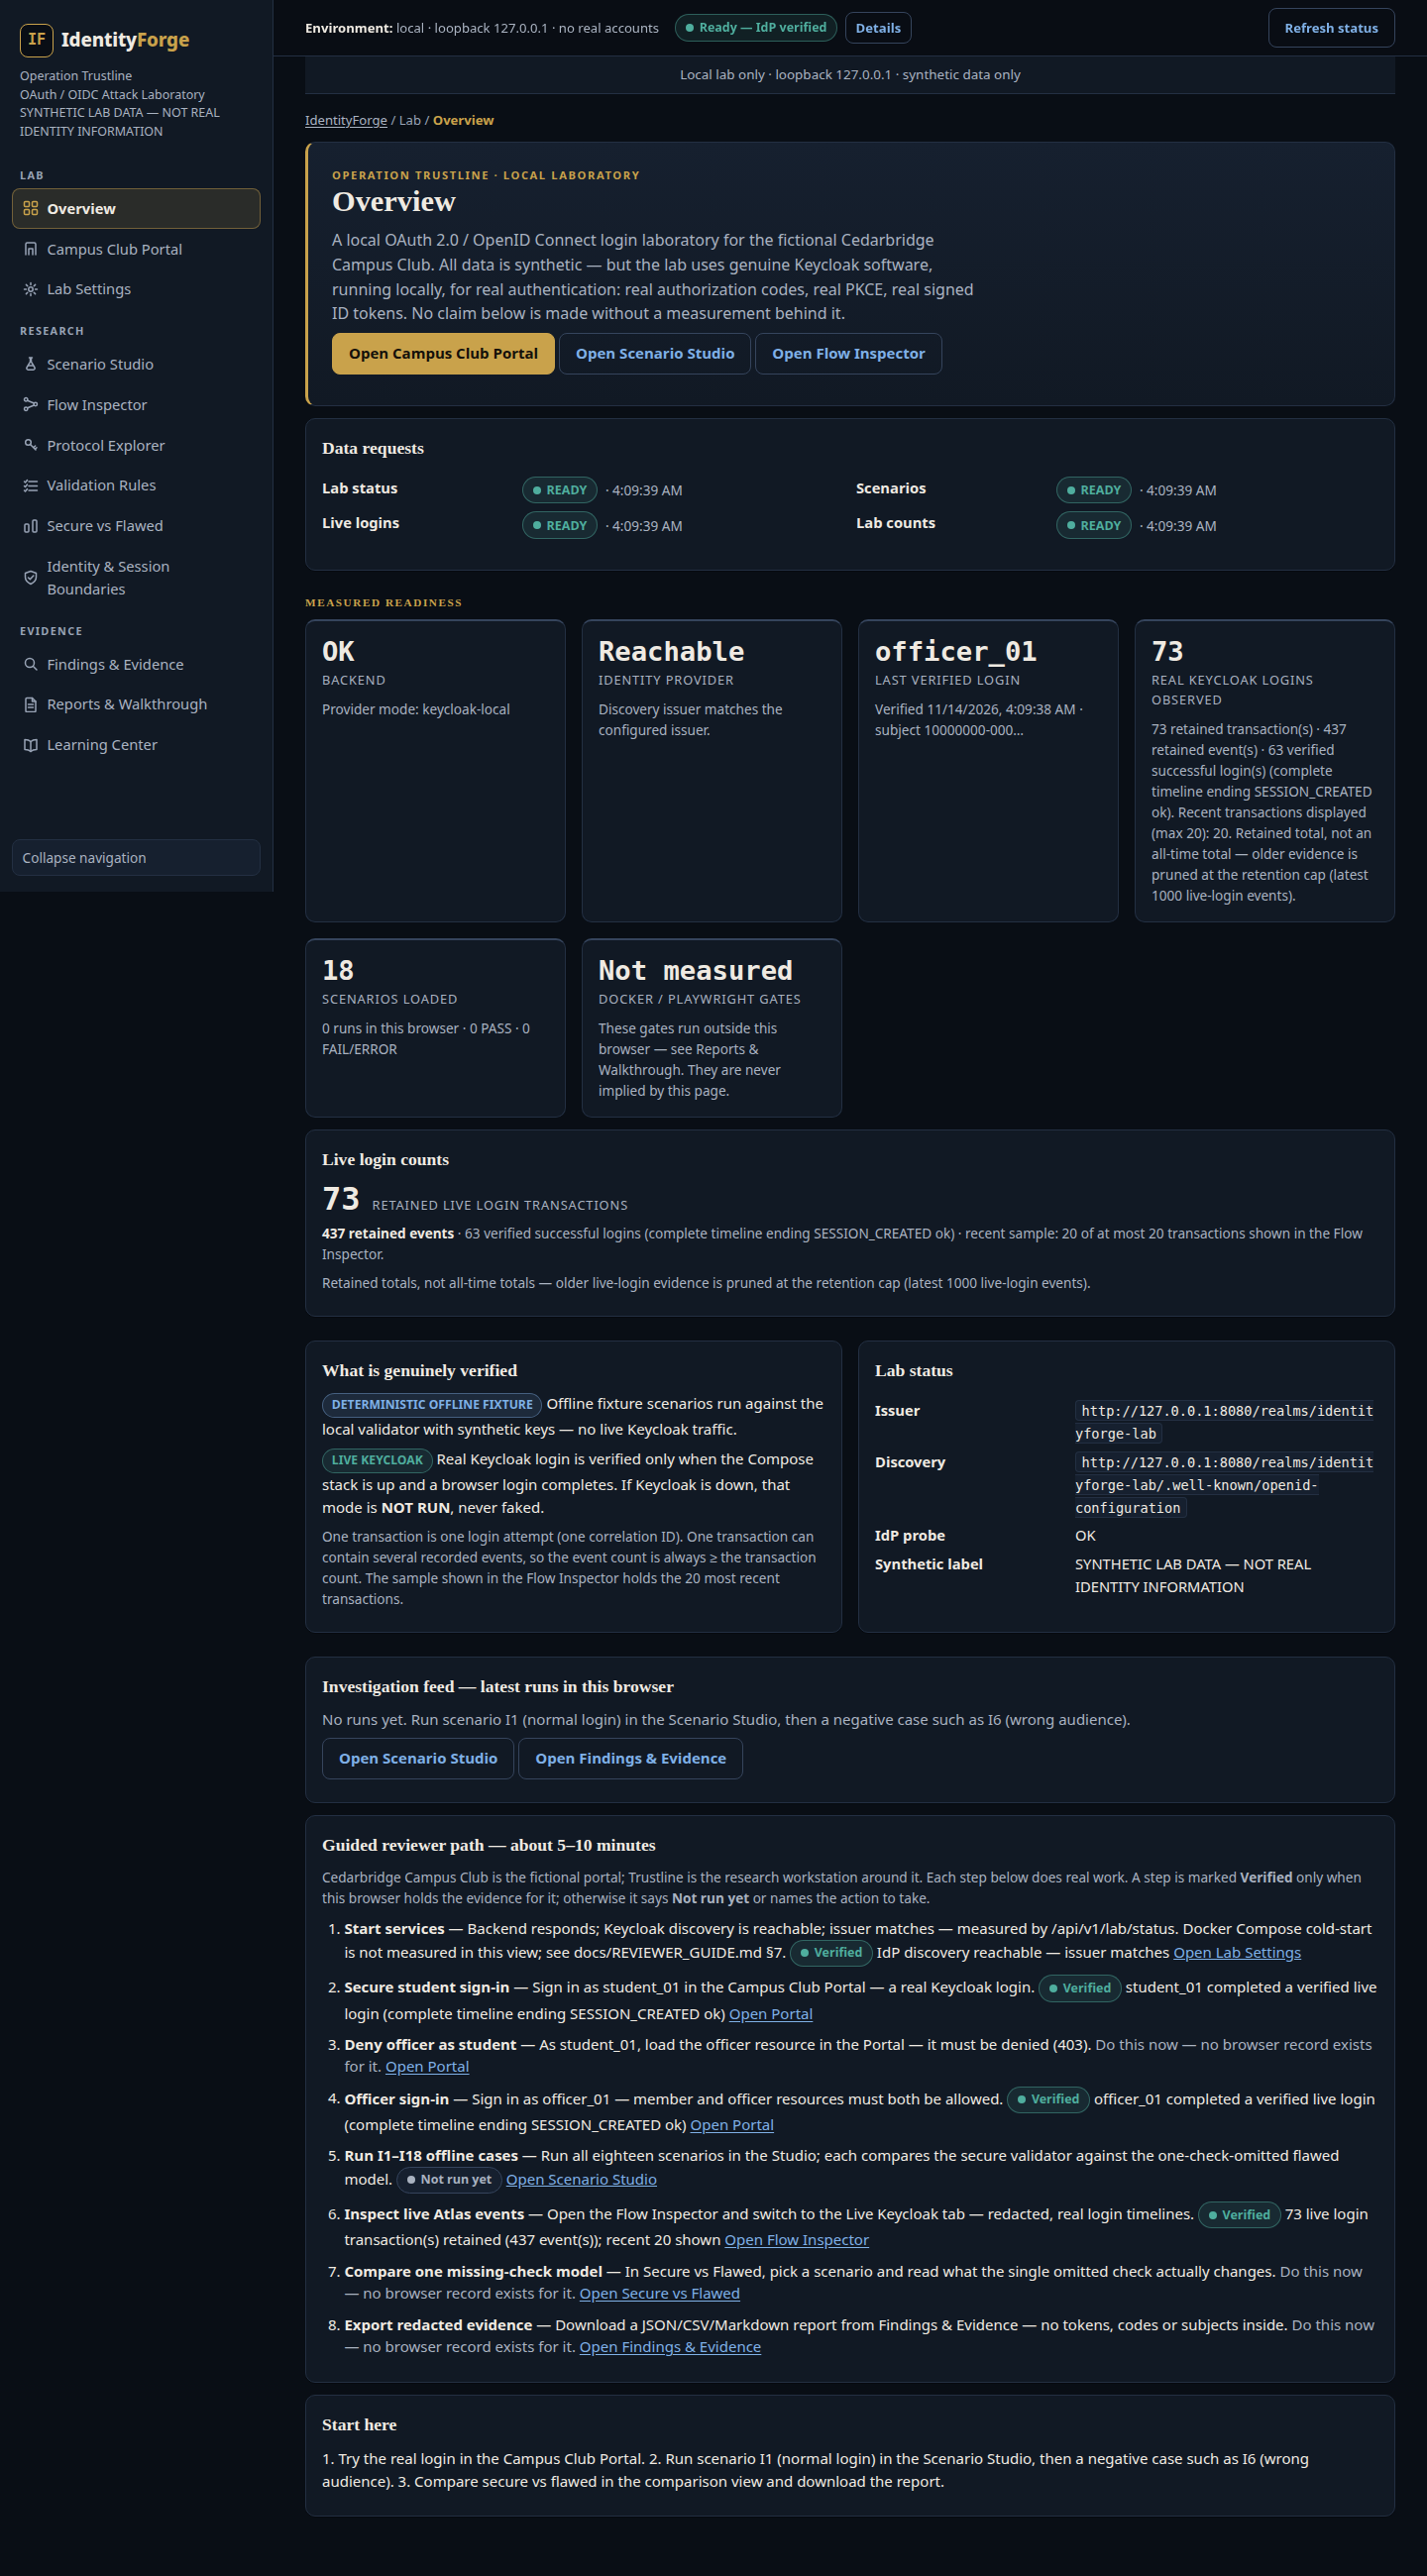 IF IdentityForge
Operation Trustline
OAuth / OIDC Attack Laboratory
SYNTHETIC LAB DATA — NOT REAL
IDENTITY INFORMATION
LAB
Overview
Campus Club Portal
Lab Settings
RESEARCH
Scenario Studio
Flow Inspector
Protocol Explorer
Validation Rules
Secure vs Flawed
Identity & Session
Boundaries
EVIDENCE
Findings & Evidence
Reports & Walkthrough
Learning Center
Collapse navigation
Environment: local · loopback 127.0.0.1 · no real accounts Ready — IdP verified Details Refresh status
Local lab only · loopback 127.0.0.1 · synthetic data only
IdentityForge / Lab / Overview
OPERATION TRUSTLINE · LOCAL LABORATORY
Overview
A local OAuth 2.0 / OpenID Connect login laboratory for the fictional Cedarbridge
Campus Club. All data is synthetic — but the lab uses genuine Keycloak software,
running locally, for real authentication: real authorization codes, real PKCE, real signed
ID tokens. No claim below is made without a measurement behind it.
Open Campus Club Portal Open Scenario Studio Open Flow Inspector
Data requests
Lab status READY · 4:09:39 AM Scenarios READY · 4:09:39 AM
Live logins READY · 4:09:39 AM Lab counts READY · 4:09:39 AM
MEASURED READINESS
OK
BACKEND
Provider mode: keycloak-local
Reachable
IDENTITY PROVIDER
Discovery issuer matches the
configured issuer.
officer_01
LAST VERIFIED LOGIN
Verified 11/14/2026, 4:09:38 AM ·
subject 10000000-000…
73
REAL KEYCLOAK LOGINS
OBSERVED
73 retained transaction(s) · 437
retained event(s) · 63 verified
successful login(s) (complete
timeline ending SESSION_CREATED
ok). Recent transactions displayed
(max 20): 20. Retained total, not an
all-time total — older evidence is
pruned at the retention cap (latest
1000 live-login events).
18
SCENARIOS LOADED
0 runs in this browser · 0 PASS · 0
FAIL/ERROR
Not measured
DOCKER / PLAYWRIGHT GATES
These gates run outside this
browser — see Reports &
Walkthrough. They are never
implied by this page.
Live login counts
73 RETAINED LIVE LOGIN TRANSACTIONS
437 retained events · 63 verified successful logins (complete timeline ending SESSION_CREATED ok) · recent sample: 20 of at most 20 transactions shown in the Flow
Inspector.
Retained totals, not all-time totals — older live-login evidence is pruned at the retention cap (latest 1000 live-login events).
What is genuinely verified
DETERMINISTIC OFFLINE FIXTURE Offline fixture scenarios run against the
local validator with synthetic keys — no live Keycloak traffic.
LIVE KEYCLOAK Real Keycloak login is verified only when the Compose
stack is up and a browser login completes. If Keycloak is down, that
mode is NOT RUN, never faked.
One transaction is one login attempt (one correlation ID). One transaction can
contain several recorded events, so the event count is always ≥ the transaction
count. The sample shown in the Flow Inspector holds the 20 most recent
transactions.
Lab status
Issuer http://127.0.0.1:8080/realms/identit
yforge-lab
Discovery http://127.0.0.1:8080/realms/identit
yforge-lab/.well-known/openid-
configuration
IdP probe OK
Synthetic label SYNTHETIC LAB DATA — NOT REAL
IDENTITY INFORMATION
Investigation feed — latest runs in this browser
No runs yet. Run scenario I1 (normal login) in the Scenario Studio, then a negative case such as I6 (wrong audience).
Open Scenario Studio Open Findings & Evidence
Guided reviewer path — about 5–10 minutes
Cedarbridge Campus Club is the fictional portal; Trustline is the research workstation around it. Each step below does real work. A step is marked Verified only when
this browser holds the evidence for it; otherwise it says Not run yet or names the action to take.
1. Start services — Backend responds; Keycloak discovery is reachable; issuer matches — measured by /api/v1/lab/status. Docker Compose cold-start
is not measured in this view; see docs/REVIEWER_GUIDE.md §7. Verified IdP discovery reachable — issuer matches Open Lab Settings
2. Secure student sign-in — Sign in as student_01 in the Campus Club Portal — a real Keycloak login. Verified student_01 completed a verified live
login (complete timeline ending SESSION_CREATED ok) Open Portal
3. Deny officer as student — As student_01, load the officer resource in the Portal — it must be denied (403). Do this now — no browser record exists
for it. Open Portal
4. Officer sign-in — Sign in as officer_01 — member and officer resources must both be allowed. Verified officer_01 completed a verified live login
(complete timeline ending SESSION_CREATED ok) Open Portal
5. Run I1–I18 offline cases — Run all eighteen scenarios in the Studio; each compares the secure validator against the one-check-omitted flawed
model. Not run yet Open Scenario Studio
6. Inspect live Atlas events — Open the Flow Inspector and switch to the Live Keycloak tab — redacted, real login timelines. Verified 73 live login
transaction(s) retained (437 event(s)); recent 20 shown Open Flow Inspector
7. Compare one missing-check model — In Secure vs Flawed, pick a scenario and read what the single omitted check actually changes. Do this now
— no browser record exists for it. Open Secure vs Flawed
8. Export redacted evidence — Download a JSON/CSV/Markdown report from Findings & Evidence — no tokens, codes or subjects inside. Do this now
— no browser record exists for it. Open Findings & Evidence
Start here
1. Try the real login in the Campus Club Portal. 2. Run scenario I1 (normal login) in the Scenario Studio, then a negative case such as I6 (wrong
audience). 3. Compare secure vs flawed in the comparison view and download the report.